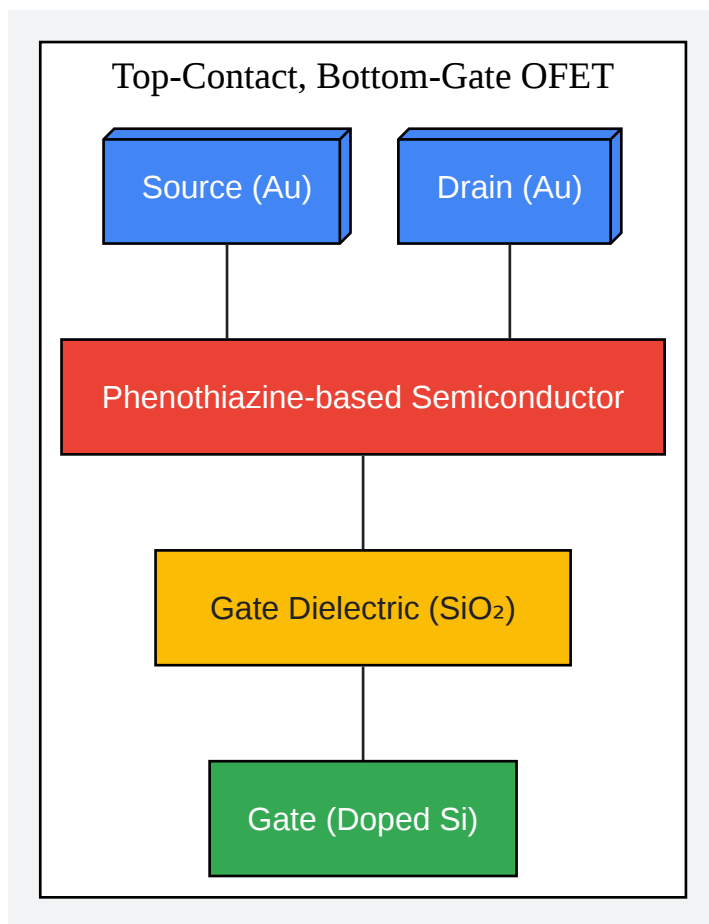 Top-Contact, Bottom-Gate OFET
Source (Au)
Drain (Au)
Phenothiazine-based Semiconductor
Gate Dielectric (SiO₂)
Gate (Doped Si)